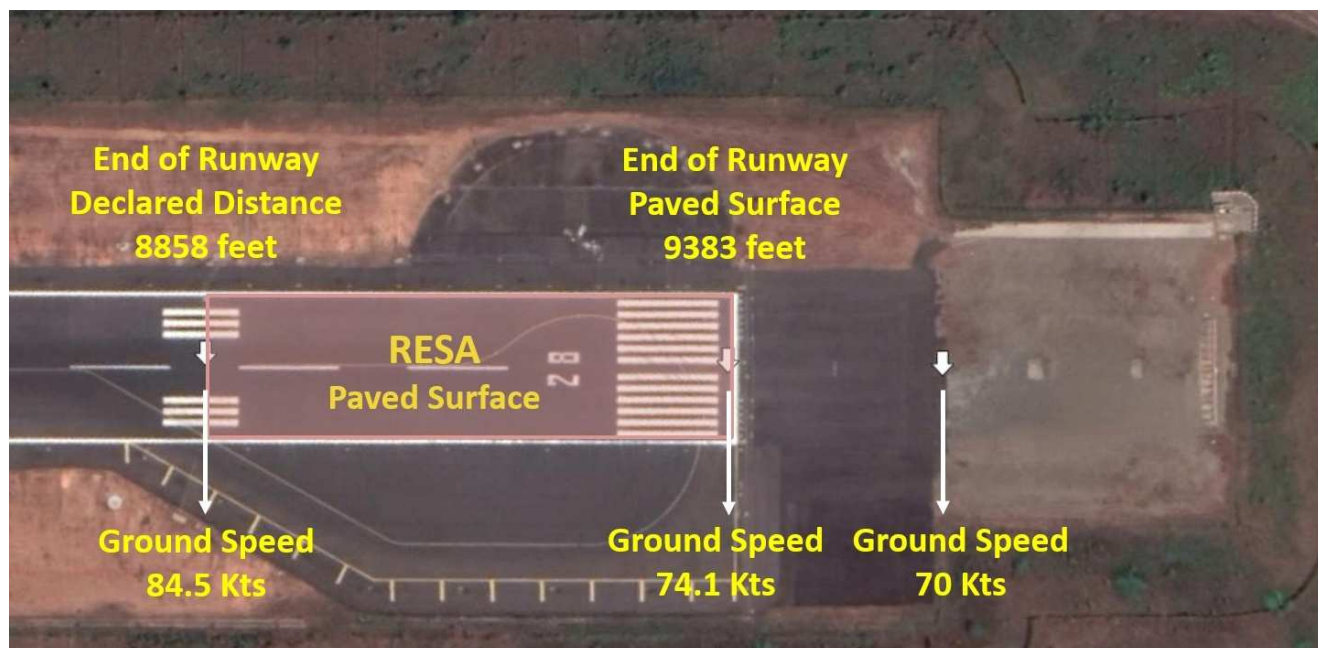 End of Runway
Declared Distance
8858 feet
End of Runway
Paved Surface
9383 feet
RESA
Paved Surface
28
Ground Speed
84.5 Kts
Ground Speed
74.1 Kts
Ground Speed
70 Kts